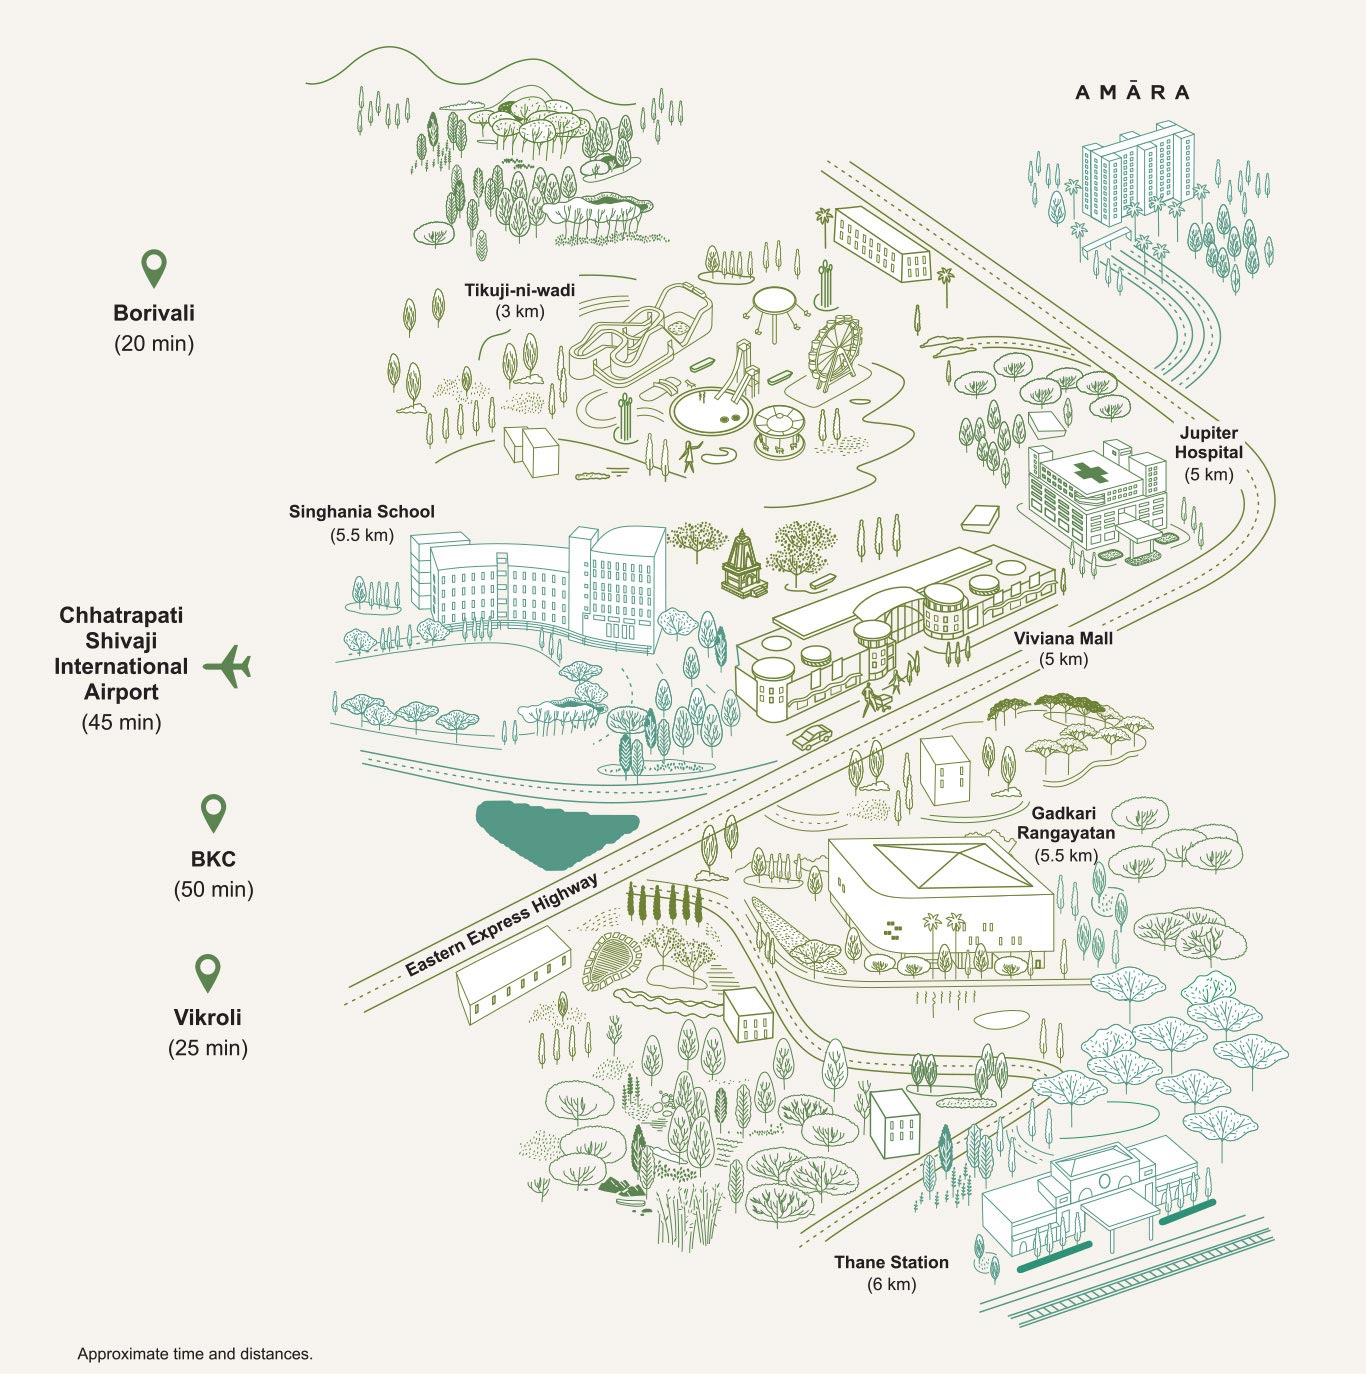 AMĀRA
Borivali
(20 min)
Tikuji-ni-wadi
(3 km)
Jupiter
Hospital
(5 km)
Singhania School
(5.5 km)
Chhatrapati
Shivaji
International
Airport
(45 min)
Viviana Mall
(5 km)
Gadkari
Rangayatan
(5.5 km)
BKC
(50 min)
Eastern Express Highway
Vikroli
(25 min)
Thane Station
(6 km)
Approximate time and distances.